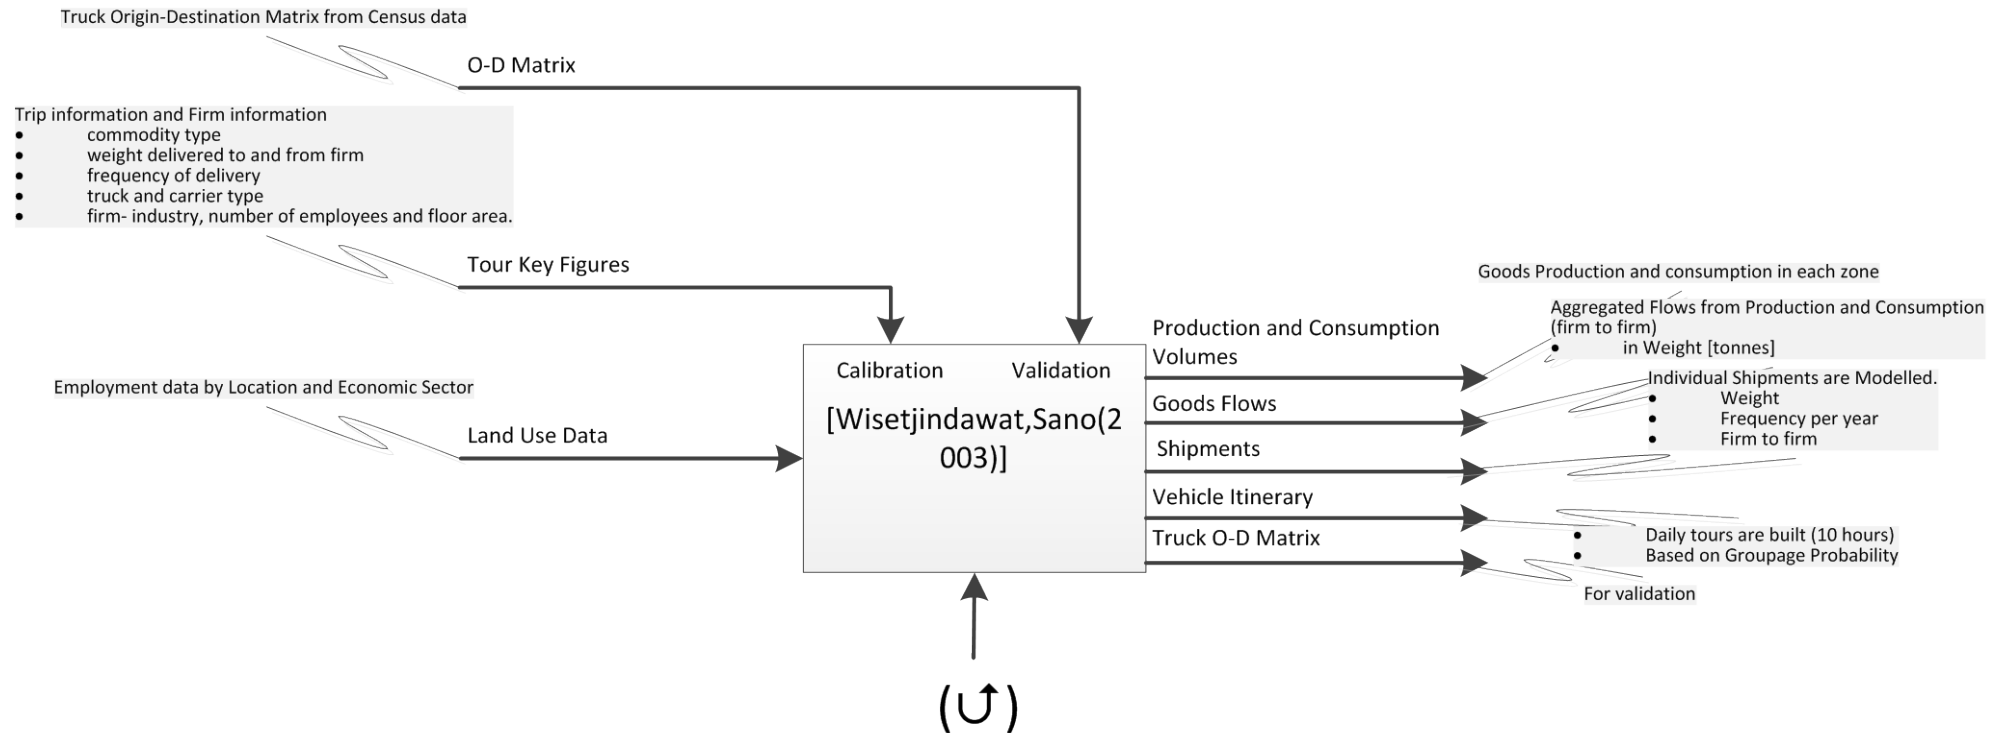 Truck Origin-Destination Matrix from Census data
O-D Matrix
Trip information and Firm information
• commodity type
• weight delivered to and from firm
• frequency of delivery
• truck and carrier type
• firm- industry, number of employees and floor area.
Tour Key Figures
Employment data by Location and Economic Sector
Land Use Data
Calibration
Validation
[Wisetjindawat,Sano(2
003)]
Production and Consumption
Volumes
Goods Flows
Shipments
Vehicle Itinerary
Truck O-D Matrix
Goods Production and consumption in each zone
Aggregated Flows from Production and Consumption
(firm to firm)
• in Weight [tonnes]
Individual Shipments are Modelled.
• Weight
• Frequency per year
• Firm to firm
• Daily tours are built (10 hours)
• Based on Groupage Probability
For validation